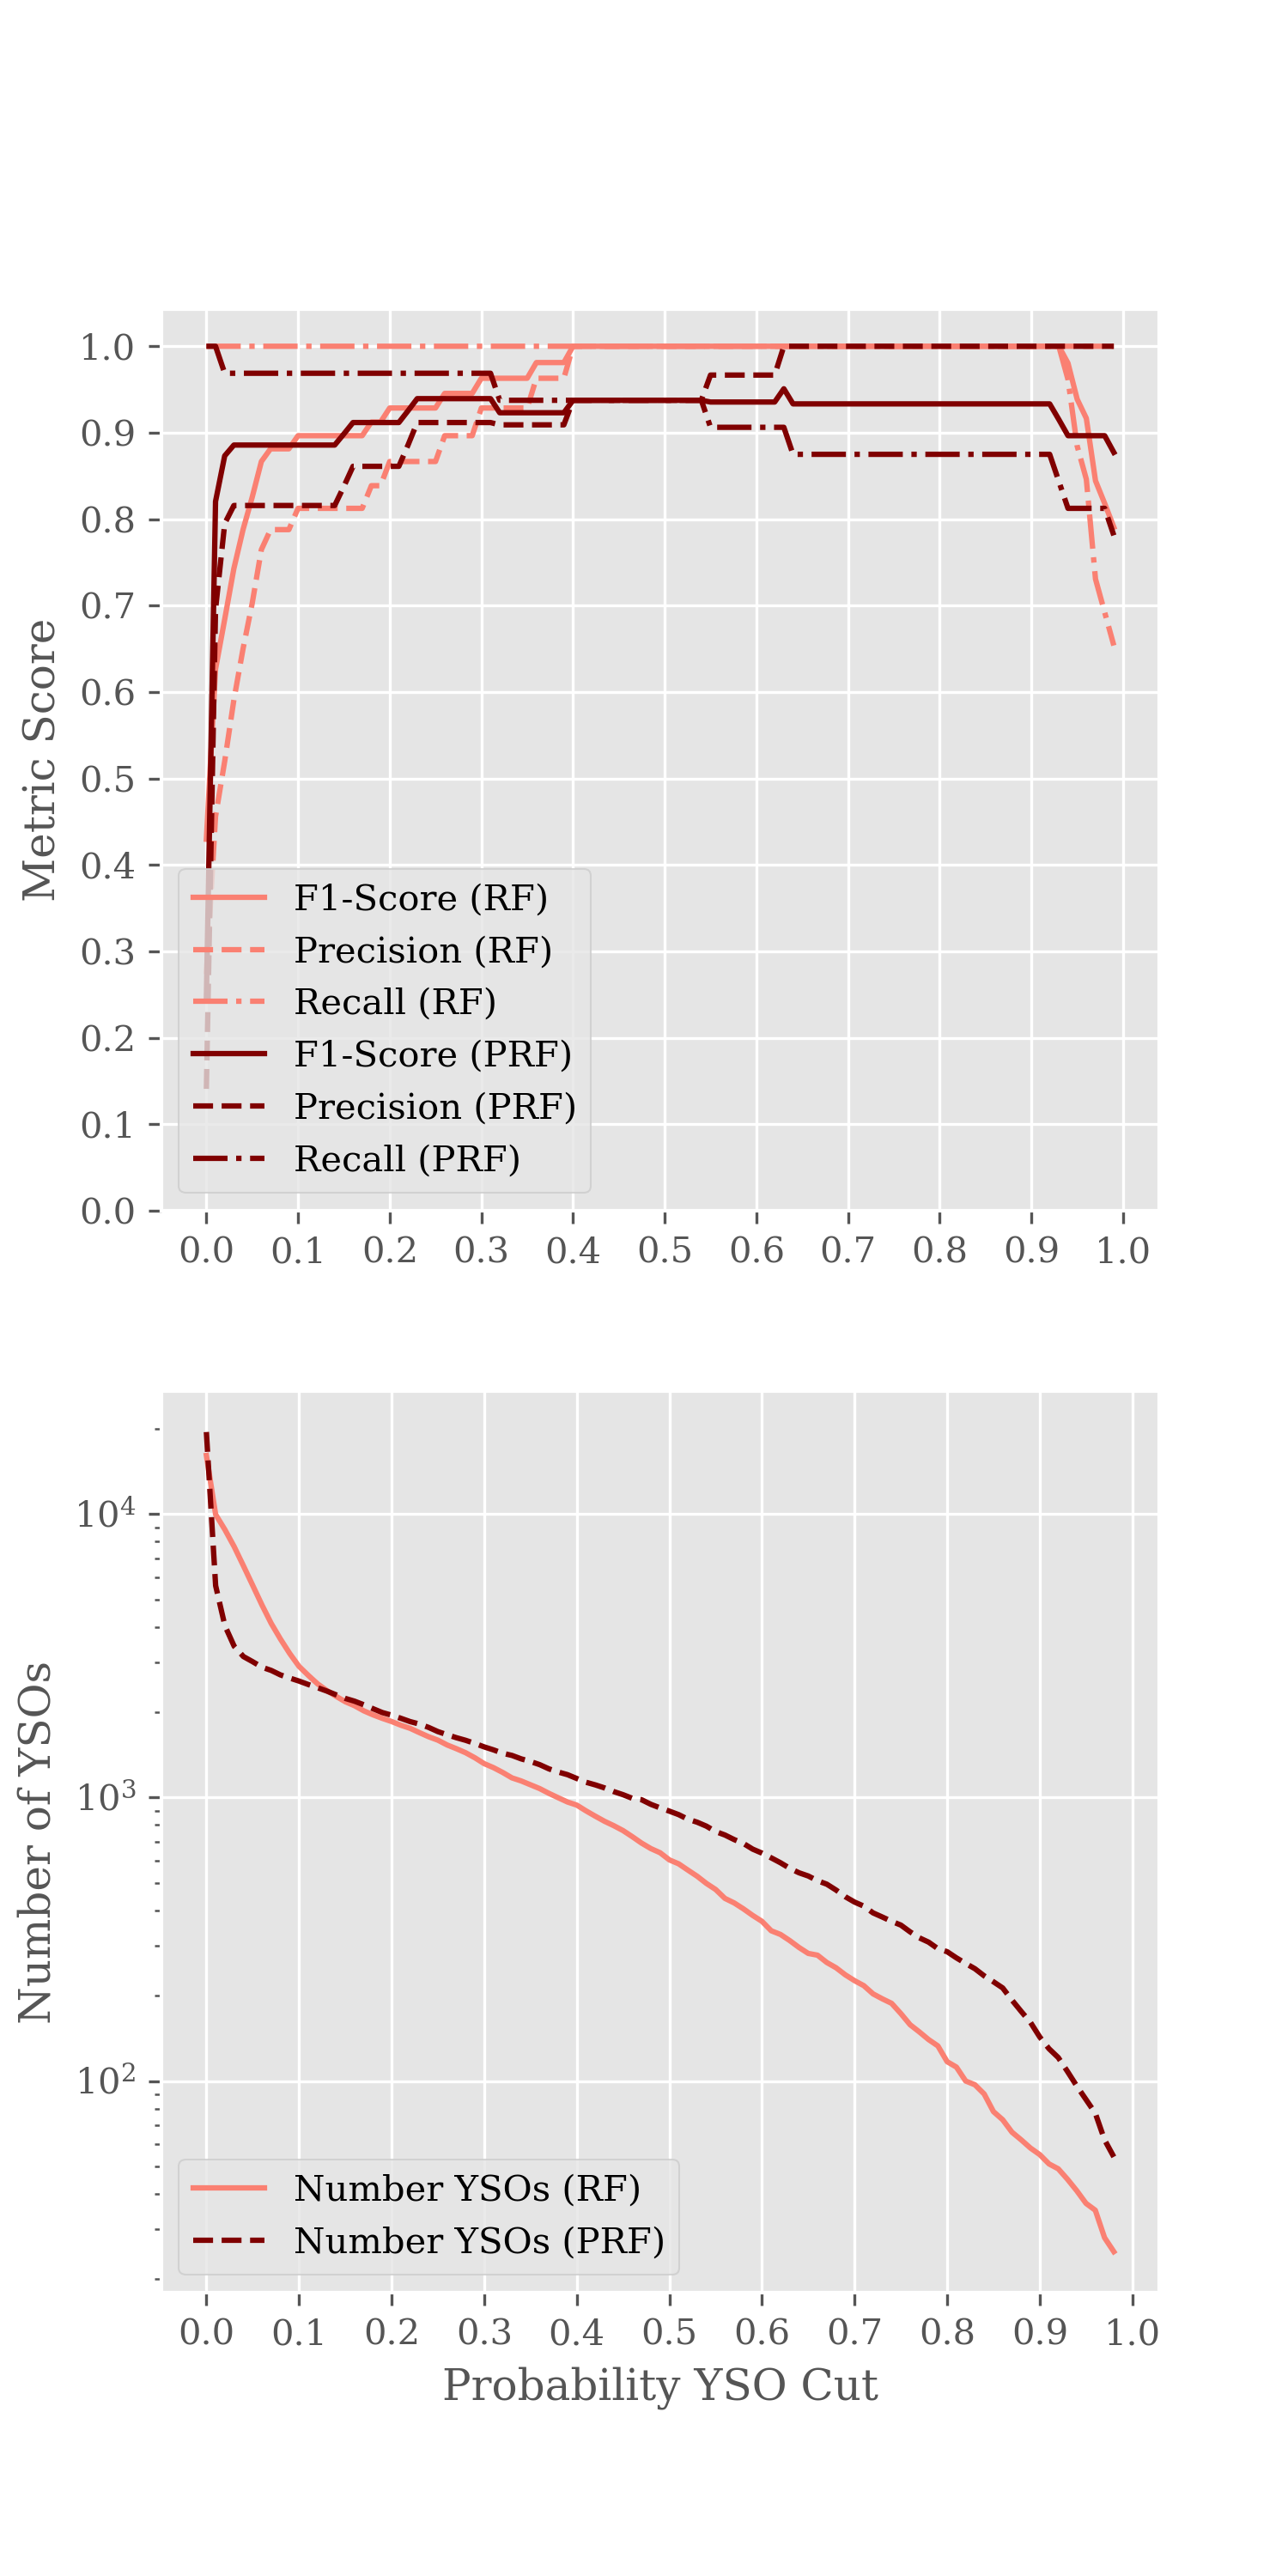 1.0
0.9
0.8
0.7
0.6
0.5
0.4
0.3
0.2
0.1
0.0
Metric Score
F1-Score (RF)
Precision (RF)
Recall (RF)
F1-Score (PRF)
Precision (PRF)
Recall (PRF)
0.0 0.1 0.2 0.3 0.4 0.5 0.6 0.7 0.8 0.9 1.0
10⁴
10³
10²
Number of YSOs
Number YSOs (RF)
Number YSOs (PRF)
0.0 0.1 0.2 0.3 0.4 0.5 0.6 0.7 0.8 0.9 1.0
Probability YSO Cut